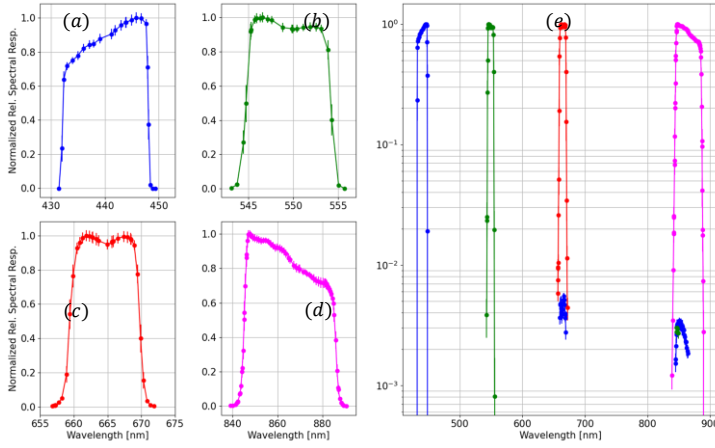 (a)
(b)
(e)
Normalized Rel. Spectral Resp.
1.0
0.8
0.6
0.4
0.2
0.0
430 440 450
1.0
0.8
0.6
0.4
0.2
0.0
545 550 555
10⁰
10⁻¹
10⁻²
10⁻³
(c)
(d)
Normalized Rel. Spectral Resp.
1.0
0.8
0.6
0.4
0.2
0.0
655 660 665 670 675
Wavelength [nm]
1.0
0.8
0.6
0.4
0.2
0.0
840 860 880
Wavelength [nm]
500 600 700 800 900
Wavelength [nm]